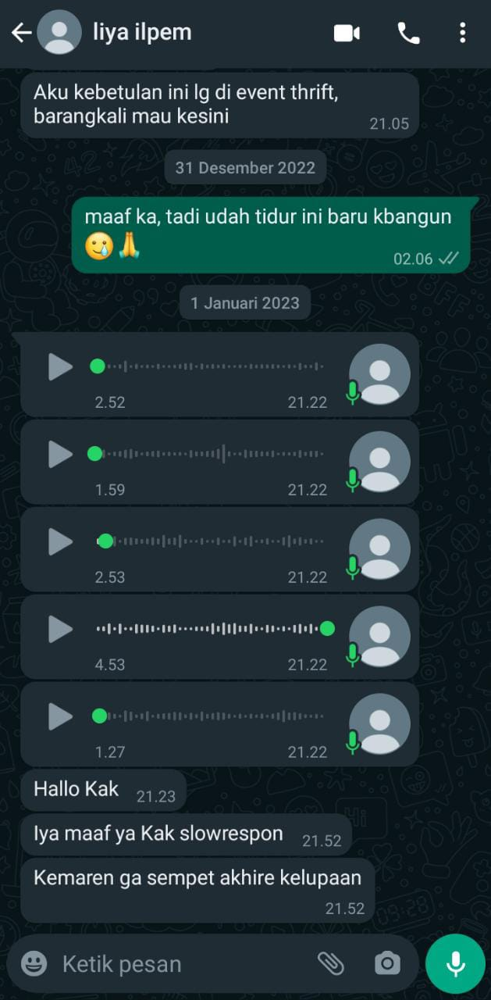 liya ilpem
Aku kebetulan ini lg di event thrift,
barangkali mau kesini
21.05
31 Desember 2022
maaf ka, tadi udah tidur ini baru kbangun
🥲🙏
02.06
1 Januari 2023
2.52 21.22
1.59 21.22
2.53 21.22
4.53 21.22
1.27 21.22
Hallo Kak 21.23
Iya maaf ya Kak slowrespon 21.52
Kemaren ga sempet akhire kelupaan
21.52
Ketik pesan